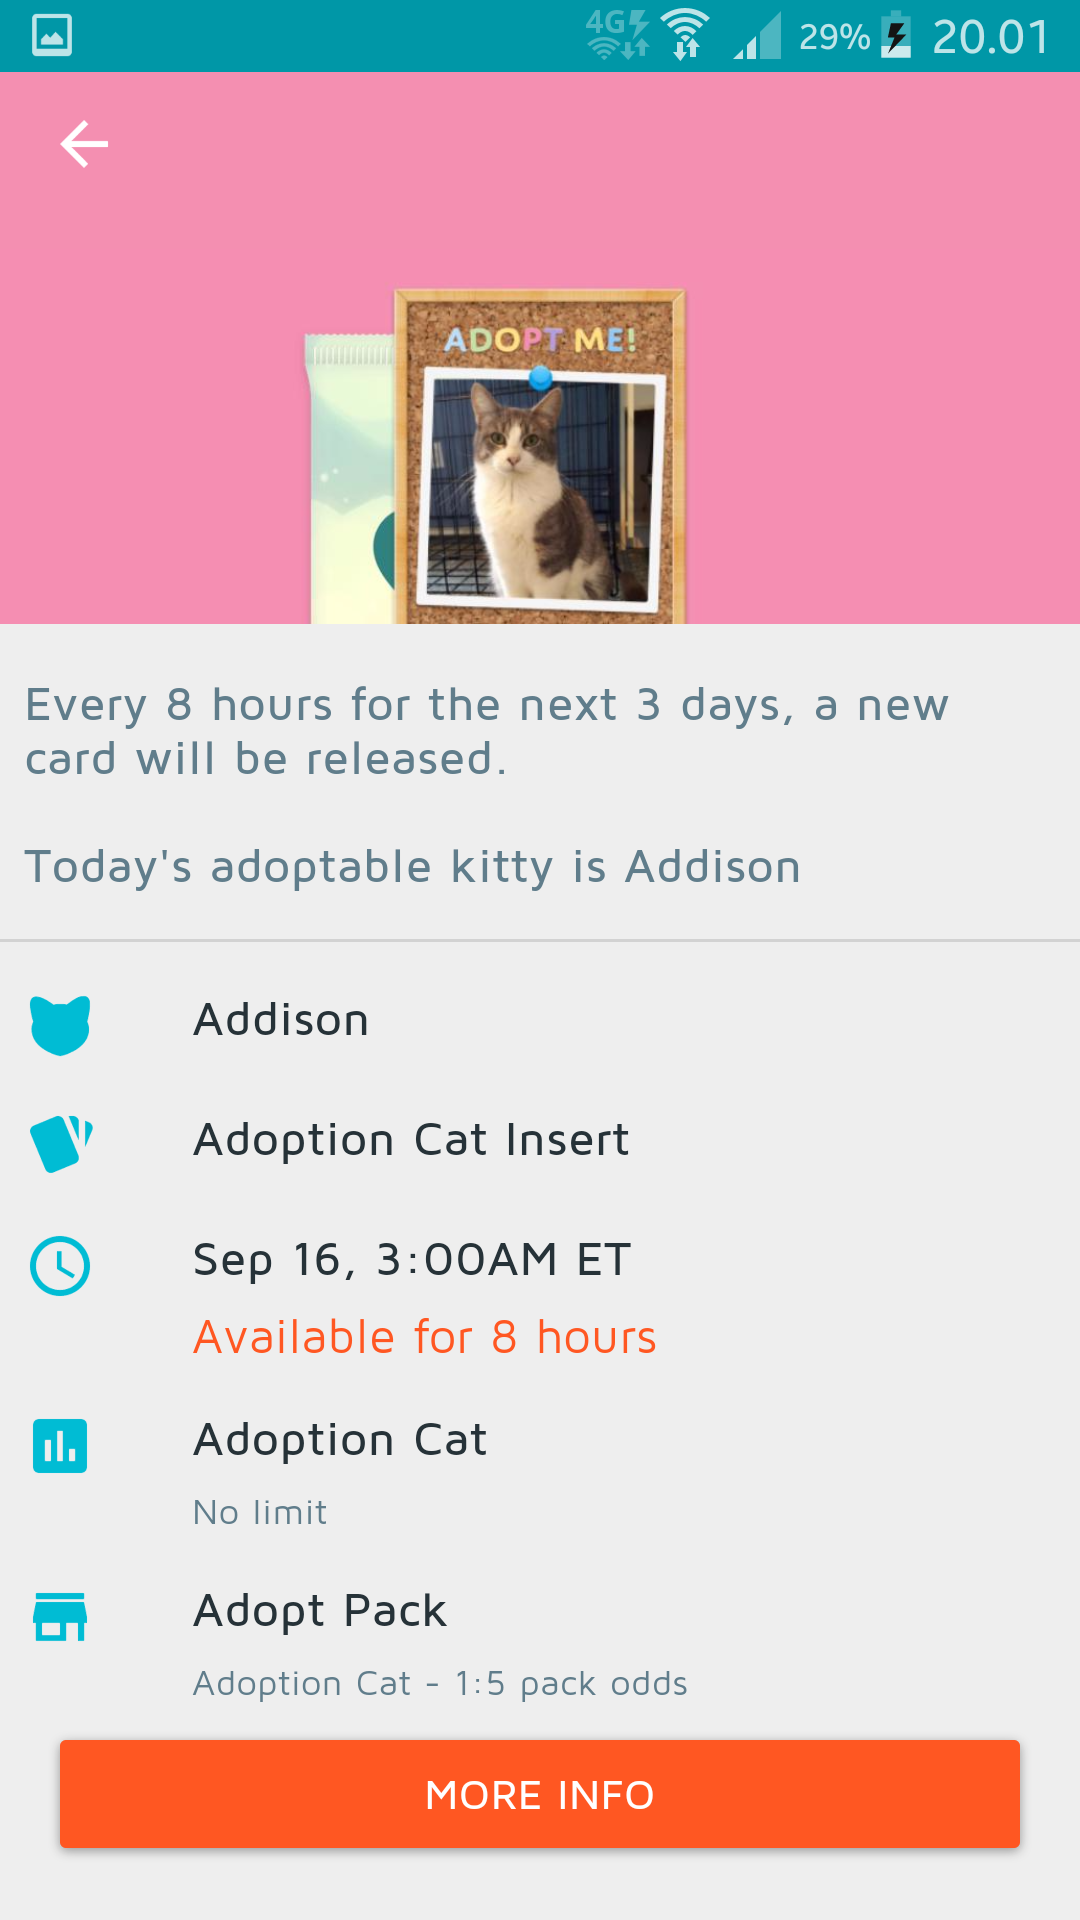 4G 29% 20.01
ADOPT ME!
Every 8 hours for the next 3 days, a new
card will be released.
Today's adoptable kitty is Addison
Addison
Adoption Cat Insert
Sep 16, 3:00AM ET
Available for 8 hours
Adoption Cat
No limit
Adopt Pack
Adoption Cat - 1:5 pack odds
MORE INFO